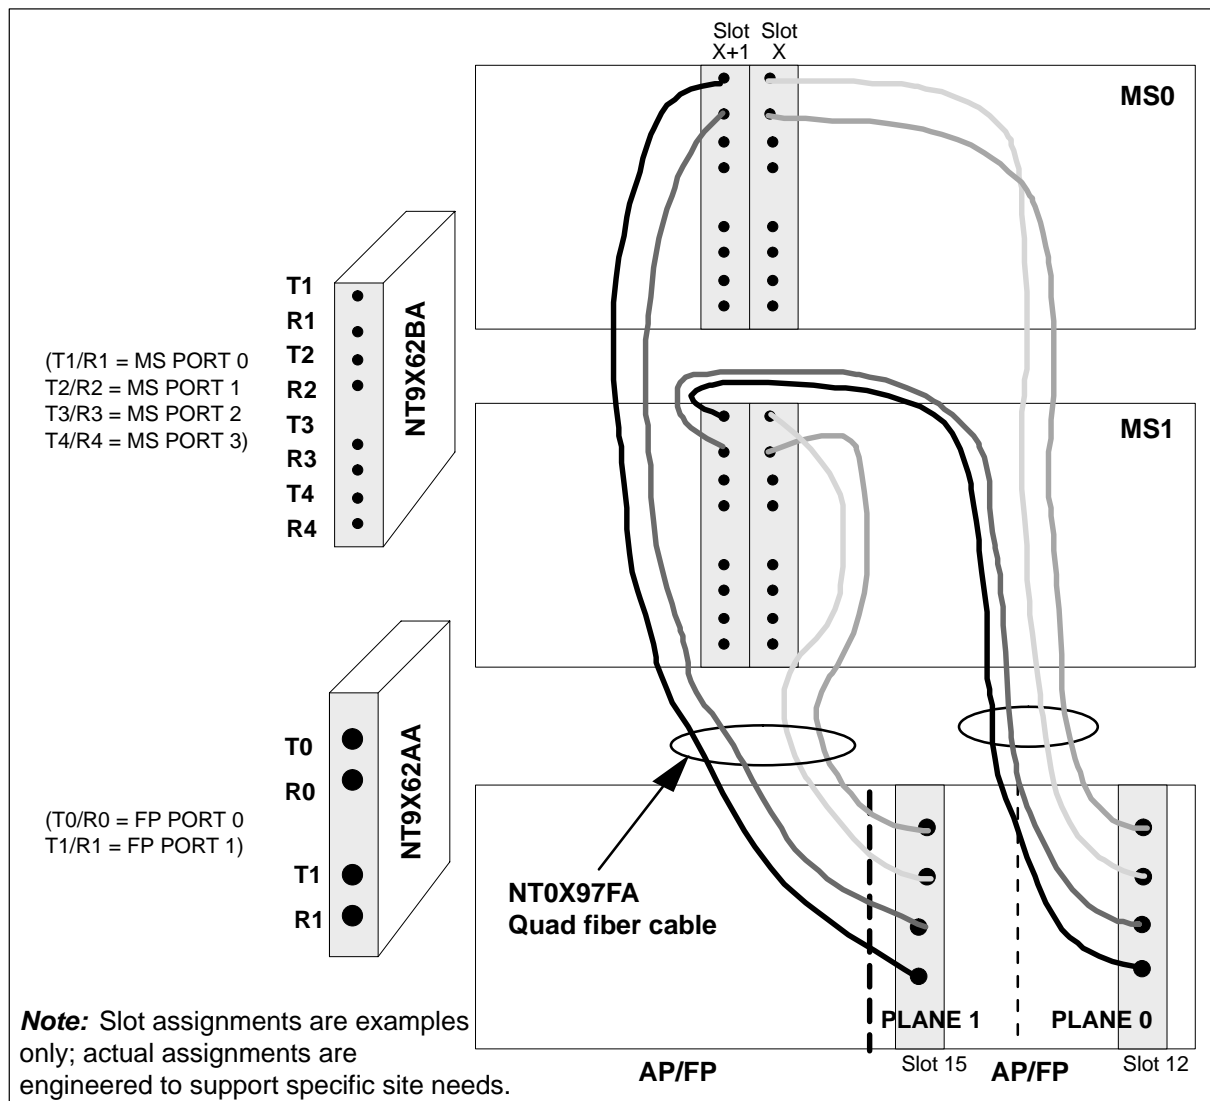 Slot Slot
X+1 X
MS0
T1
R1
T2
R2
T3
R3
T4
R4
NT9X62BA
(T1/R1 = MS PORT 0
T2/R2 = MS PORT 1
T3/R3 = MS PORT 2
T4/R4 = MS PORT 3)
MS1
T0
R0
T1
R1
NT9X62AA
(T0/R0 = FP PORT 0
T1/R1 = FP PORT 1)
NT0X97FA
Quad fiber cable
PLANE 1 PLANE 0
Slot 15 Slot 12
AP/FP AP/FP
Note: Slot assignments are examples
only; actual assignments are
engineered to support specific site needs.